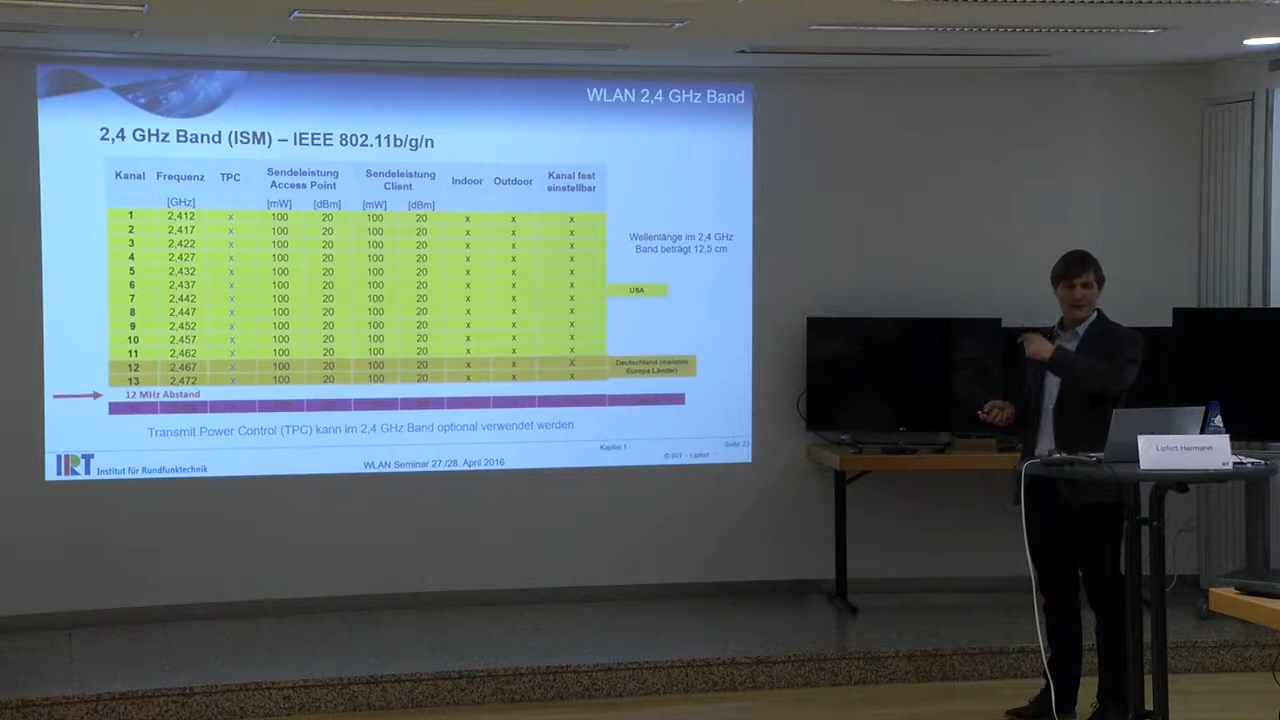 WLAN 2,4 GHz Band
2,4 GHz Band (ISM) – IEEE 802.11b/g/n
Kanal Frequenz TPC Sendeleistung Access Point Sendeleistung Client Indoor Outdoor Kanal fest einstellbar
[GHz] [mW] [dBm] [mW] [dBm]
1 2,412 x 100 20 100 20 x x x
2 2,417 x 100 20 100 20 x x x
3 2,422 x 100 20 100 20 x x x
4 2,427 x 100 20 100 20 x x x
5 2,432 x 100 20 100 20 x x x
6 2,437 x 100 20 100 20 x x x
7 2,442 x 100 20 100 20 x x x
8 2,447 x 100 20 100 20 x x x
9 2,452 x 100 20 100 20 x x x
10 2,457 x 100 20 100 20 x x x
11 2,462 x 100 20 100 20 x x x
12 2,467 x 100 20 100 20 x x X
13 2,472 x 100 20 100 20 x x x
Wellenlänge im 2,4 GHz
Band beträgt 12,5 cm
USA
Deutschland (meisten
Europa Länder)
12 MHz Abstand
Transmit Power Control (TPC) kann im 2,4 GHz Band optional verwendet werden
Kapitel 1
Seite 23
IRT Institut für Rundfunktechnik
WLAN Seminar 27./28. April 2016
© IRT – Lipfert
Lipfert Hermann